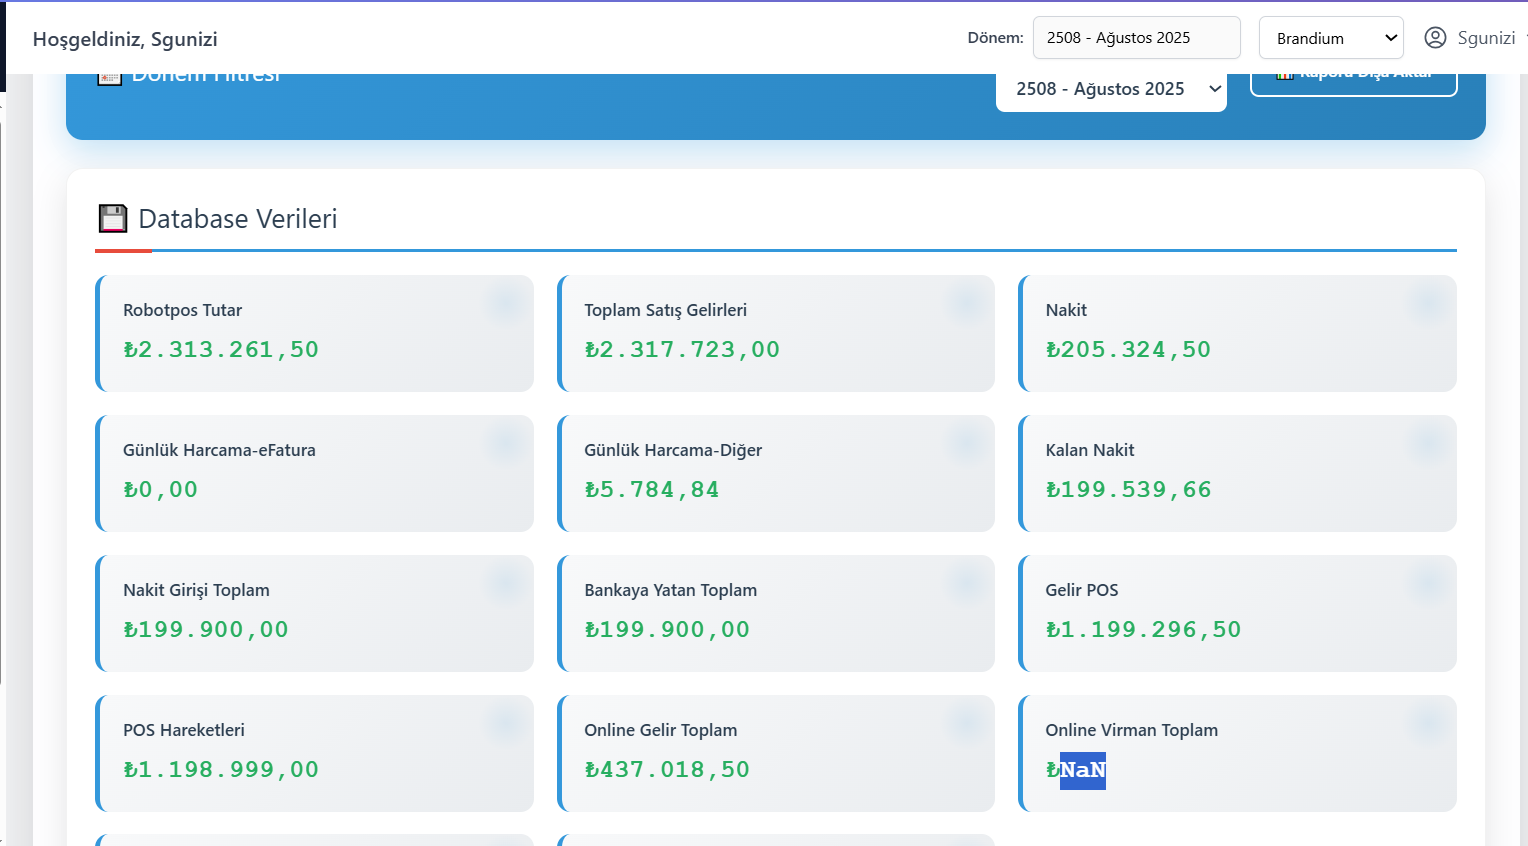 Hoşgeldiniz, Sgunizi
Dönem:
2508 - Ağustos 2025
Brandium
Sgunizi
Dönem Filtresi
2508 - Ağustos 2025
Raporu Dışa Aktar
Database Verileri
Robotpos Tutar
₺2.313.261,50
Toplam Satış Gelirleri
₺2.317.723,00
Nakit
₺205.324,50
Günlük Harcama-eFatura
₺0,00
Günlük Harcama-Diğer
₺5.784,84
Kalan Nakit
₺199.539,66
Nakit Girişi Toplam
₺199.900,00
Bankaya Yatan Toplam
₺199.900,00
Gelir POS
₺1.199.296,50
POS Hareketleri
₺1.198.999,00
Online Gelir Toplam
₺437.018,50
Online Virman Toplam
₺NaN